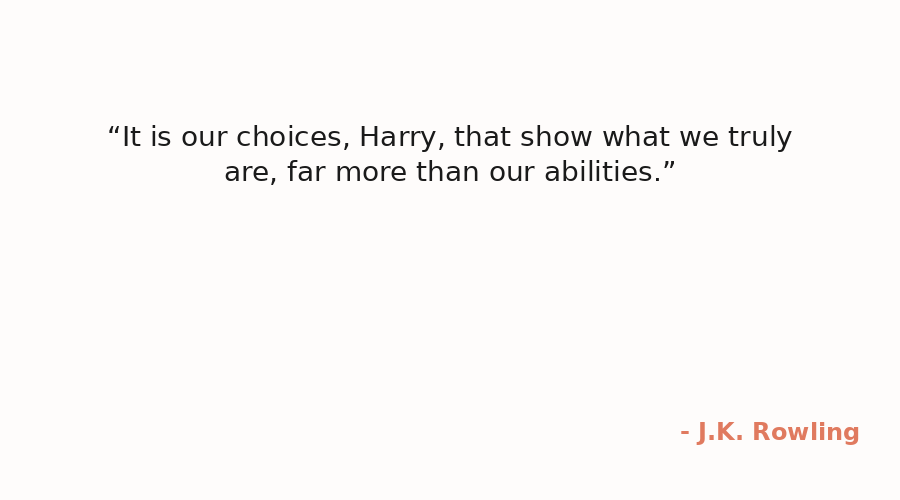 “It is our choices, Harry, that show what we truly
are, far more than our abilities.”
- J.K. Rowling